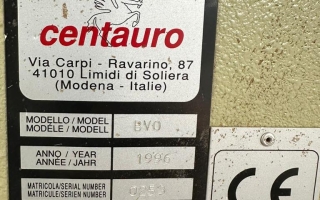 centauro
Via Carpi - Ravarino, 87
41010 Limidi di Soliera
(Modena - Italie)
MODELLO / MODEL
MODÈLE / MODELL
BVO
ANNO / YEAR
ANNÉE / JAHR
1996
MATRICOLA/SERIAL NUMBER
MATRICULE/SERIEN NUMBER
CE